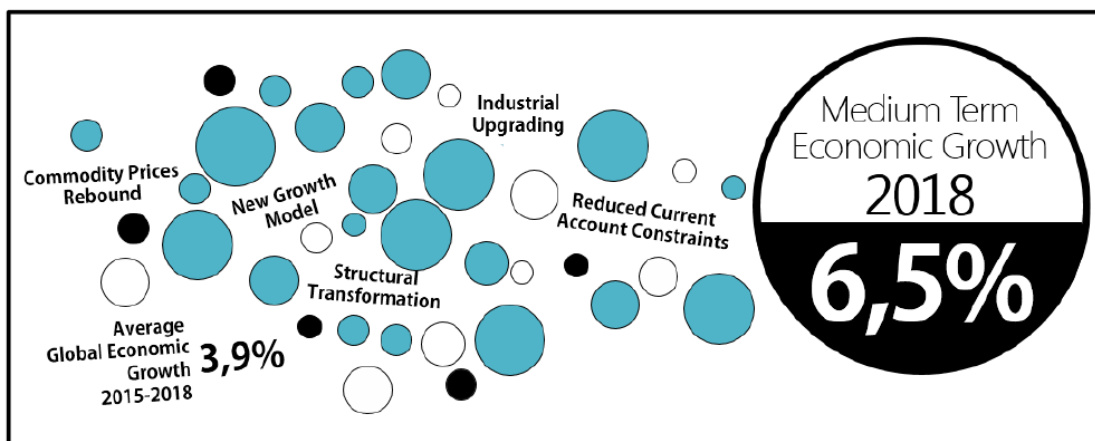 Commodity Prices
Rebound
New Growth
Model
Industrial
Upgrading
Reduced Current
Account Constraints
Structural
Transformation
Average
Global Economic
Growth
2015-2018
3,9%
Medium Term
Economic Growth
2018
6,5%